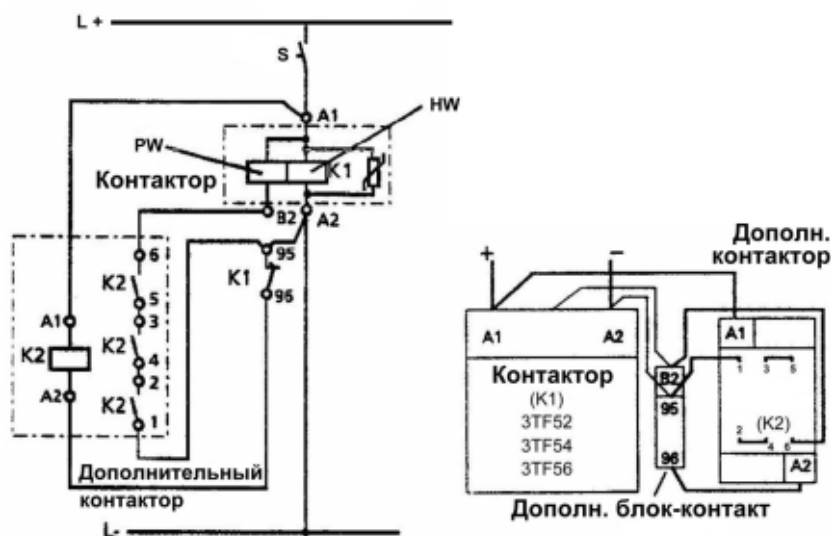 L +
S
A1
HW
PW
K1
Контактор
B2
A2
6
95
K2
K1
5
96
3
A1
K2
K2
4
2
A2
K2
1
Дополнительный
контактор
L-
Дополн.
контактор
+
−
A1
A2
A1
B2
1
3
5
Контактор
(K1)
95
3TF52
2
(K2)
3TF54
4
6
3TF56
96
A2
Дополн. блок-контакт